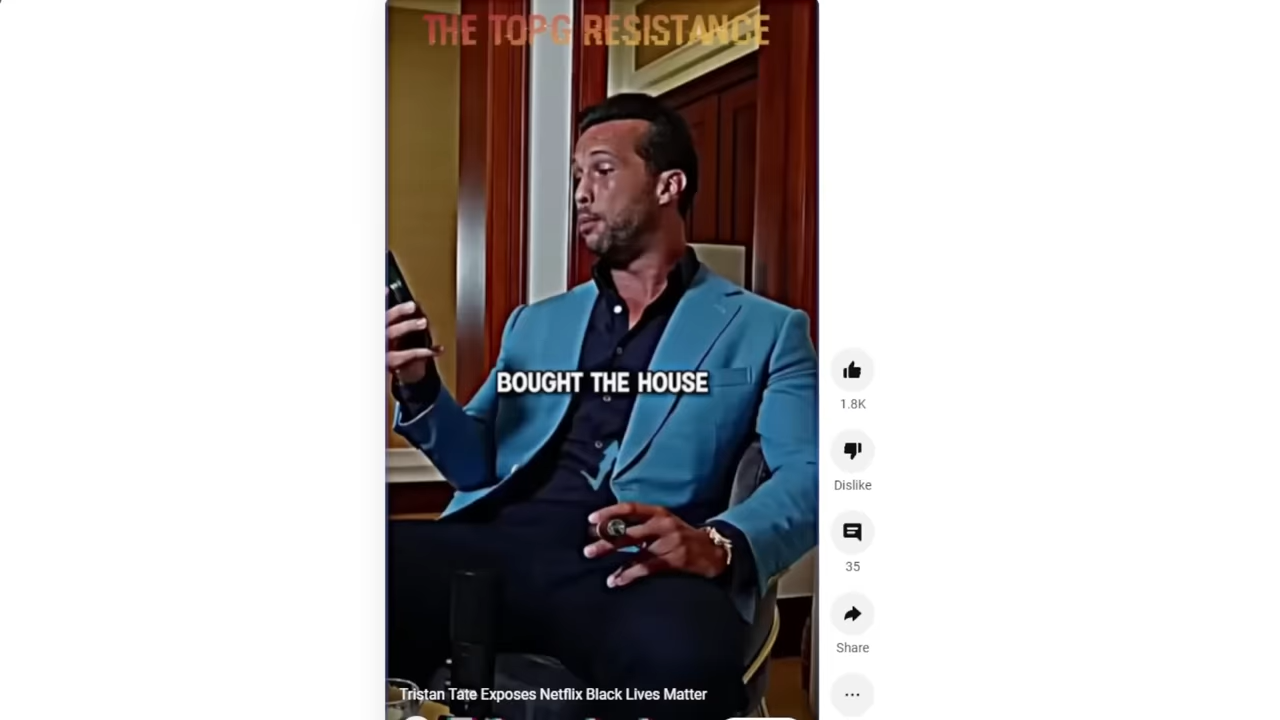 THE TOPG RESISTANCE
BOUGHT THE HOUSE
1.8K
Dislike
35
Share
Tristan Tate Exposes Netflix Black Lives Matter